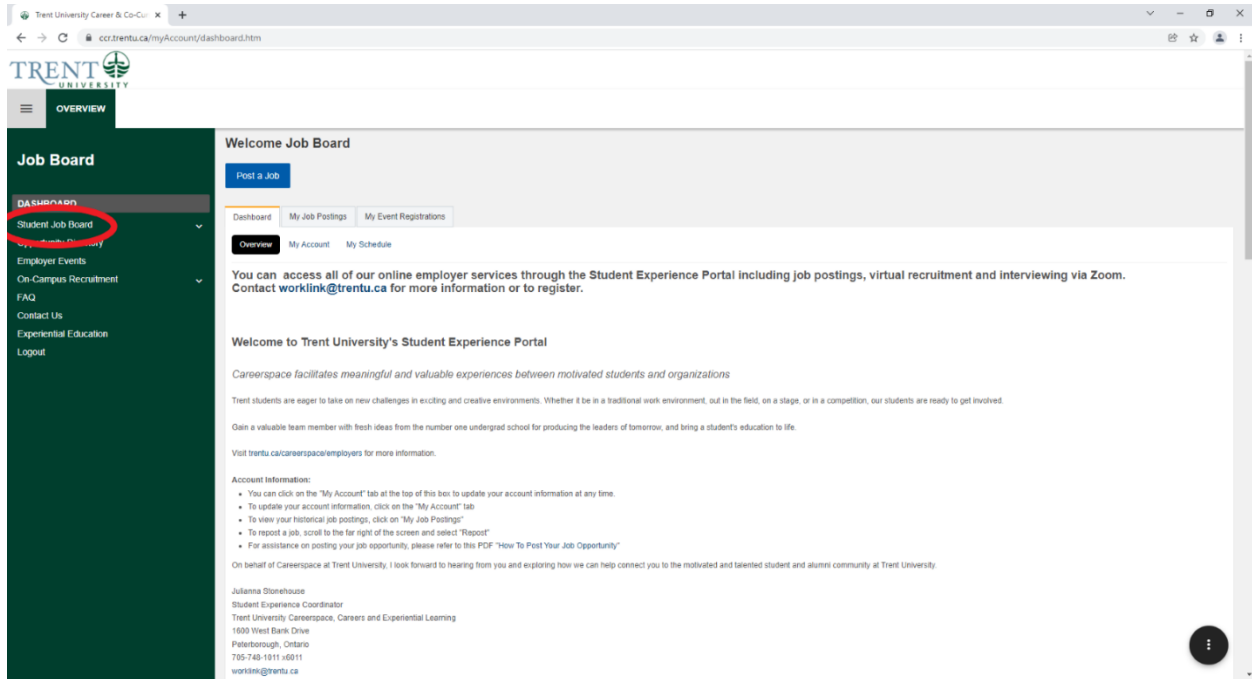 Trent University Career & Co-Cur
ccr.trentu.ca/myAccount/dashboard.htm
TRENT
UNIVERSITY
OVERVIEW
Job Board
DASHBOARD
Student Job Board
Opportunity Directory
Employer Events
On-Campus Recruitment
FAQ
Contact Us
Experiential Education
Logout
Welcome Job Board
Post a Job
Dashboard My Job Postings My Event Registrations
Overview My Account My Schedule
You can access all of our online employer services through the Student Experience Portal including job postings, virtual recruitment and interviewing via Zoom.
Contact worklink@trentu.ca for more information or to register.
Welcome to Trent University's Student Experience Portal
Careerspace facilitates meaningful and valuable experiences between motivated students and organizations
Trent students are eager to take on new challenges in exciting and creative environments. Whether it be in a traditional work environment, out in the field, on a stage, or in a competition, our students are ready to get involved.
Gain a valuable team member with fresh ideas from the number one undergrad school for producing the leaders of tomorrow, and bring a student's education to life.
Visit trentu.ca/careerspace/employers for more information.
Account Information:
• You can click on the "My Account" tab at the top of this box to update your account information at any time.
• To update your account information, click on the "My Account" tab
• To view your historical job postings, click on "My Job Postings"
• To repost a job, scroll to the far right of the screen and select "Repost"
• For assistance on posting your job opportunity, please refer to this PDF "How To Post Your Job Opportunity"
On behalf of Careerspace at Trent University, I look forward to hearing from you and exploring how we can help connect you to the motivated and talented student and alumni community at Trent University.
Julianna Stonehouse
Student Experience Coordinator
Trent University Careerspace, Careers and Experiential Learning
1600 West Bank Drive
Peterborough, Ontario
705-748-1011 x6011
worklink@trentu.ca